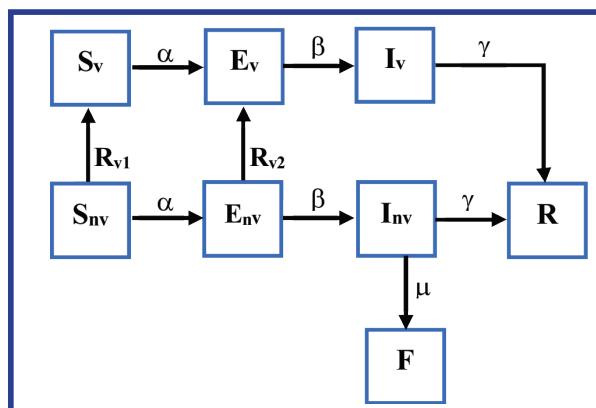 Sv α Ev β Iv γ
Rv1 Rv2
Snv α Env β Inv γ R
μ
F